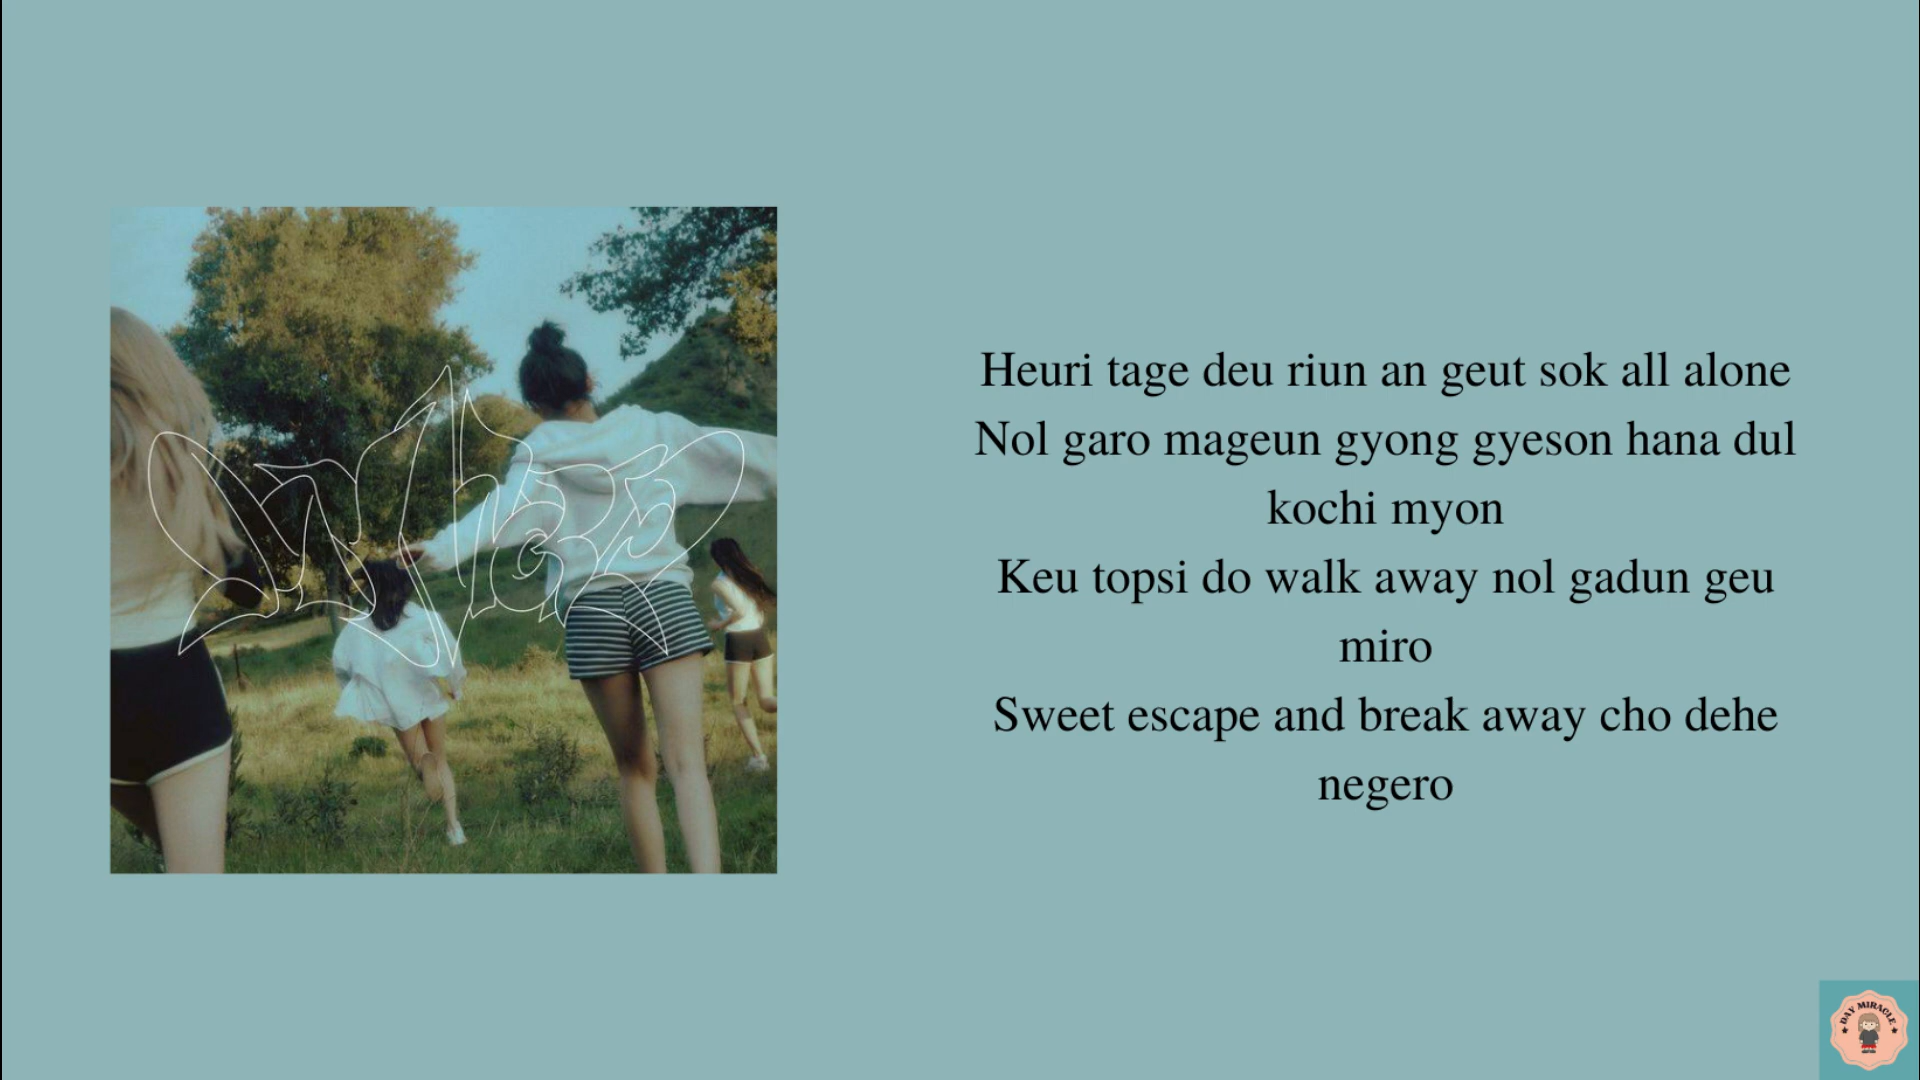 Heuri tage deu riun an geut sok all alone
Nol garo mageun gyong gyeson hana dul
kochi myon
Keu topsi do walk away nol gadun geu
miro
Sweet escape and break away cho dehe
negero
DAY MIRACLE